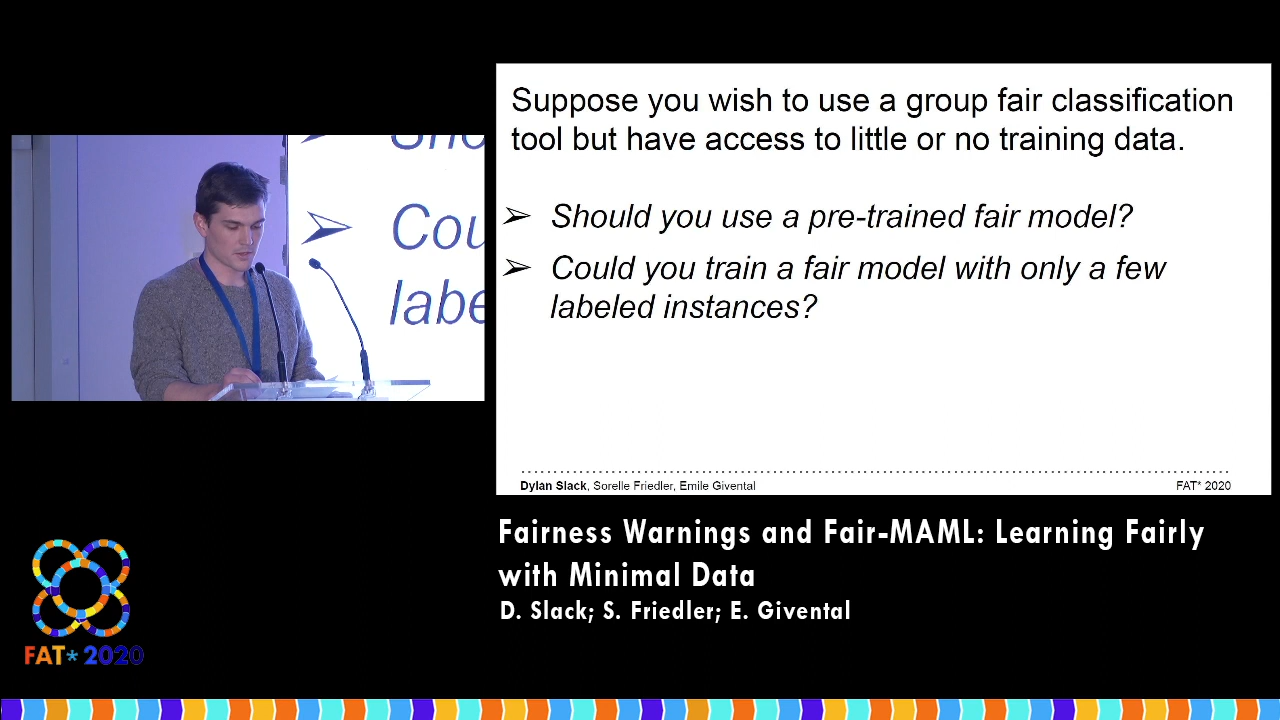 Sho
Cou
labe
Suppose you wish to use a group fair classification
tool but have access to little or no training data.
➢ Should you use a pre-trained fair model?
➢ Could you train a fair model with only a few
labeled instances?
Dylan Slack, Sorelle Friedler, Emile Givental
FAT* 2020
Fairness Warnings and Fair-MAML: Learning Fairly
with Minimal Data
D. Slack; S. Friedler; E. Givental
FAT* 2020